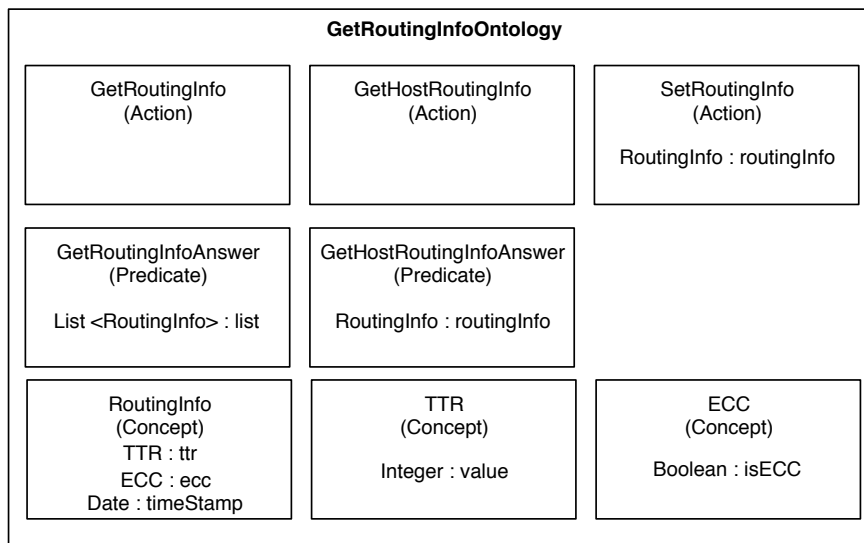 GetRoutingInfoOntology
GetRoutingInfo
(Action)
GetHostRoutingInfo
(Action)
SetRoutingInfo
(Action)
RoutingInfo : routingInfo
GetRoutingInfoAnswer
(Predicate)
List <RoutingInfo> : list
GetHostRoutingInfoAnswer
(Predicate)
RoutingInfo : routingInfo
RoutingInfo
(Concept)
TTR : ttr
ECC : ecc
Date : timeStamp
TTR
(Concept)
Integer : value
ECC
(Concept)
Boolean : isECC